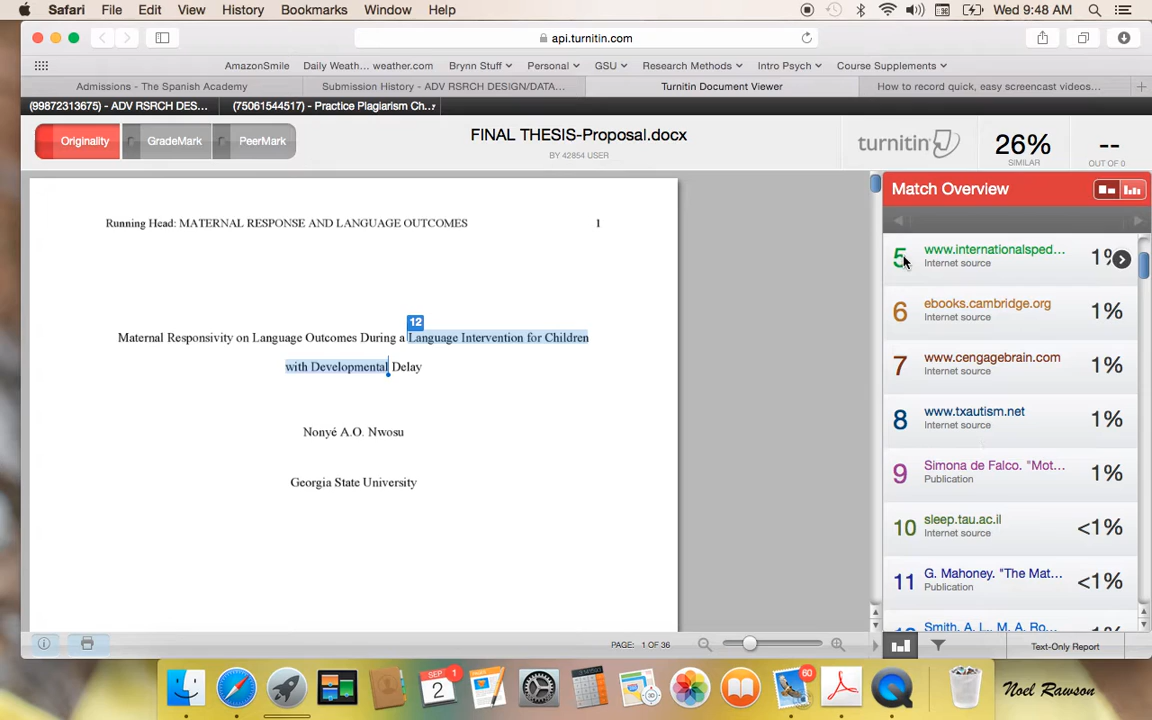 Safari File Edit View History Bookmarks Window Help Wed 9:48 AM
api.turnitin.com
AmazonSmile Daily Weath... weather.com Brynn Stuff Personal GSU Research Methods Intro Psych Course Supplements
Admissions - The Spanish Academy Submission History - ADV RSRCH DESIGN/DATA... Turnitin Document Viewer How to record quick, easy screencast videos...
(99872313675) - ADV RSRCH DES... (75061544517) - Practice Plagiarism Ch...
Originality GradeMark PeerMark
FINAL THESIS-Proposal.docx
BY 42854 USER
turnitin
26%
SIMILAR
--
OUT OF 0
Running Head: MATERNAL RESPONSE AND LANGUAGE OUTCOMES 1
12
Maternal Responsivity on Language Outcomes During a Language Intervention for Children
with Developmental Delay
Nonyé A.O. Nwosu
Georgia State University
Match Overview
5 www.internationalsped... 1%
Internet source
6 ebooks.cambridge.org 1%
Internet source
7 www.cengagebrain.com 1%
Internet source
8 www.txautism.net 1%
Internet source
9 Simona de Falco. "Mot... 1%
Publication
10 sleep.tau.ac.il <1%
Internet source
11 G. Mahoney. "The Mat... <1%
Publication
Smith, A. L., M. A. Ro...
PAGE: 1 OF 36
Text-Only Report
SEP 1
2
60
Noel Rawson